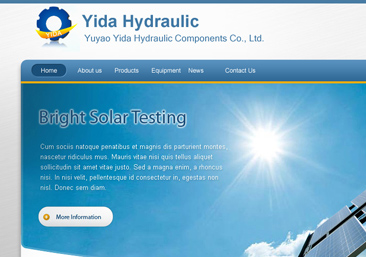 Yida Hydraulic
YIDA
Yuyao Yida Hydraulic Components Co., Ltd.
Home About us Products Equipment News Contact Us
Bright Solar Testing
Cum sociis natoque penatibus et magnis dis parturient montes,
nascetur ridiculus mus. Mauris vitae nisi quis tellus aliquet
sollicitudin sit amet vitae justo. Sed a magna enim, a rhoncus
nisi. In nisi velit, pellentesque id consectetur in, egestas non
nisl. Donec sem diam.
More Information